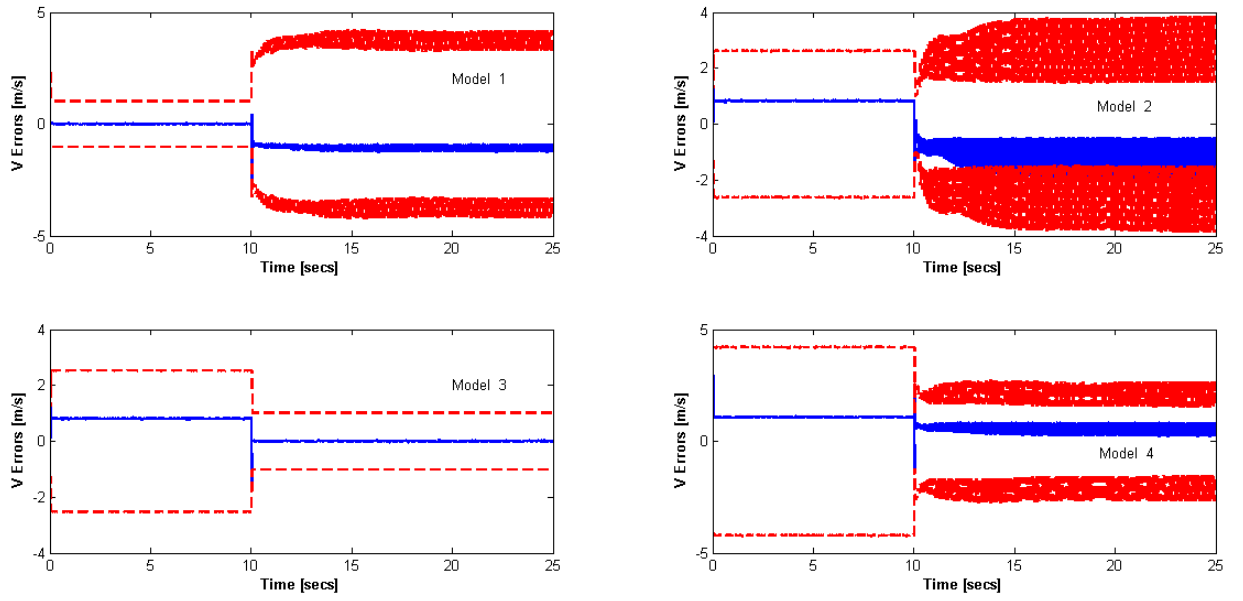 5
0
-5
V Errors [m/s]
Model 1
0 5 10 15 20 25
Time [secs]
4
2
0
-2
-4
V Errors [m/s]
Model 2
0 5 10 15 20 25
Time [secs]
4
2
0
-2
-4
V Errors [m/s]
Model 3
0 5 10 15 20 25
Time [secs]
5
0
-5
V Errors [m/s]
Model 4
0 5 10 15 20 25
Time [secs]